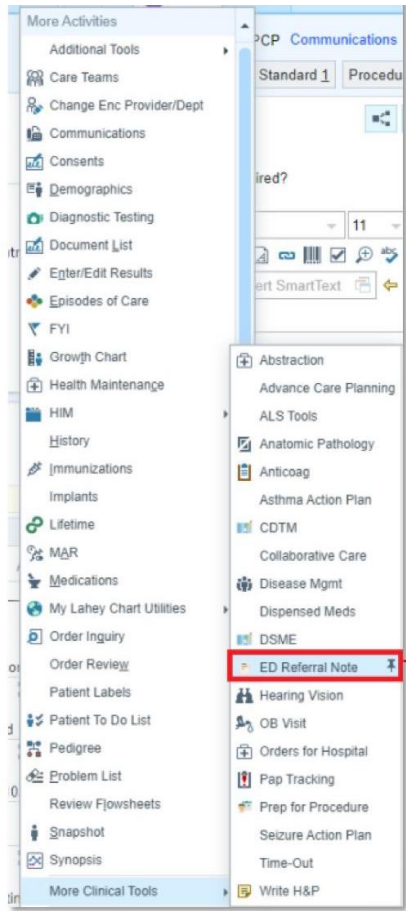 More Activities
Additional Tools
Care Teams
Change Enc Provider/Dept
Communications
Consents
Demographics
Diagnostic Testing
Document List
Enter/Edit Results
Episodes of Care
FYI
Growth Chart
Health Maintenance
HIM
History
Immunizations
Implants
Lifetime
MAR
Medications
My Lahey Chart Utilities
Order Inquiry
Order Review
Patient Labels
Patient To Do List
Pedigree
Problem List
Review Flowsheets
Snapshot
Synopsis
More Clinical Tools
PCP Communications
Standard 1 Procedu
ired?
11
ert SmartText
Abstraction
Advance Care Planning
ALS Tools
Anatomic Pathology
Anticoag
Asthma Action Plan
CDTM
Collaborative Care
Disease Mgmt
Dispensed Meds
DSME
ED Referral Note
Hearing Vision
OB Visit
Orders for Hospital
Pap Tracking
Prep for Procedure
Seizure Action Plan
Time-Out
Write H&P